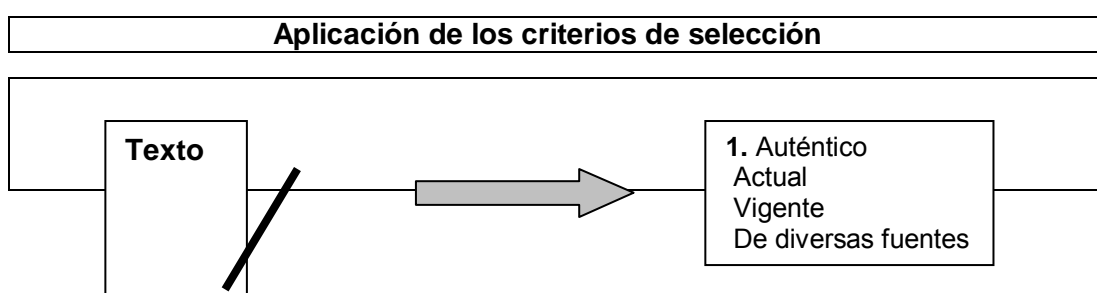 Aplicación de los criterios de selección
Texto
1. Auténtico
Actual
Vigente
De diversas fuentes